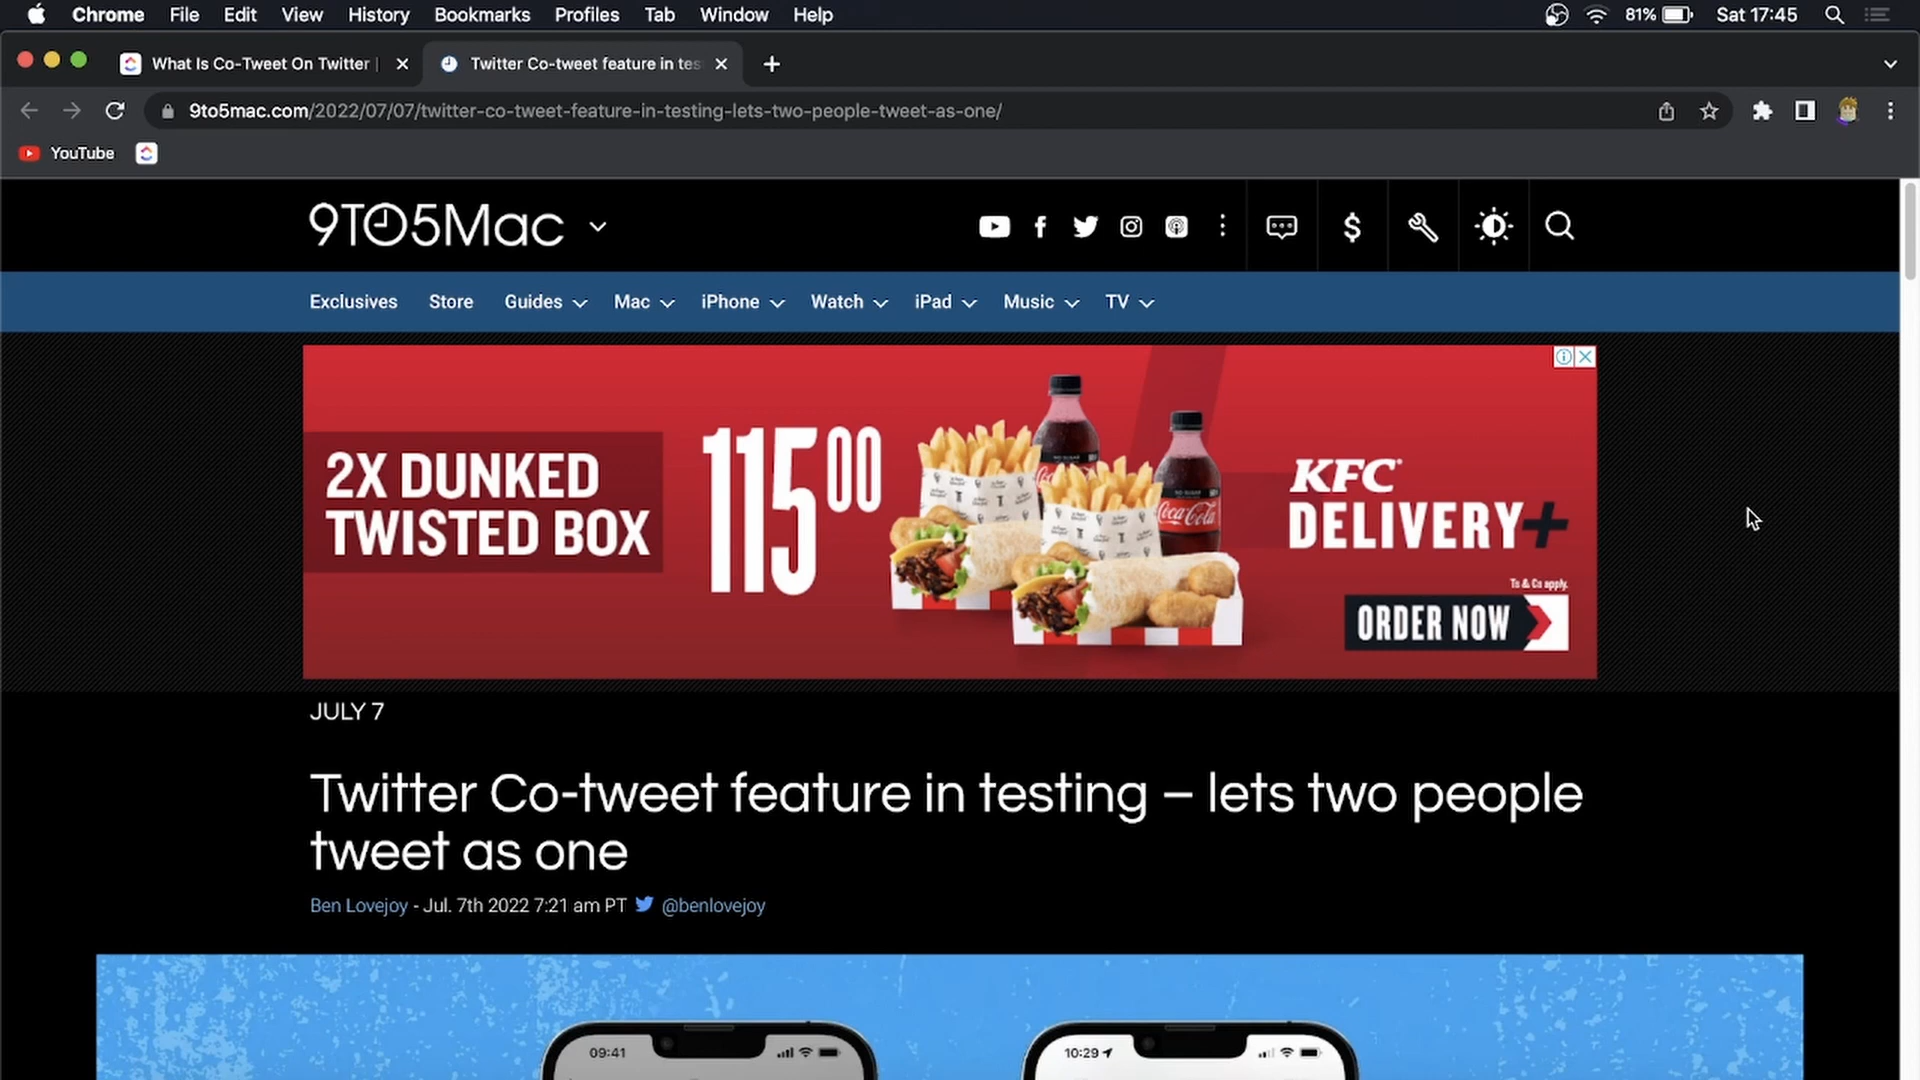 Chrome File Edit View History Bookmarks Profiles Tab Window Help 81% Sat 17:45
What Is Co-Tweet On Twitter | Twitter Co-tweet feature in tes
9to5mac.com/2022/07/07/twitter-co-tweet-feature-in-testing-lets-two-people-tweet-as-one/
YouTube
9TO5Mac
Exclusives Store Guides Mac iPhone Watch iPad Music TV
2X DUNKED
TWISTED BOX
11500
Coca-Cola
KFC
DELIVERY+
Ts & Cs apply.
ORDER NOW
JULY 7
Twitter Co-tweet feature in testing – lets two people
tweet as one
Ben Lovejoy - Jul. 7th 2022 7:21 am PT @benlovejoy
09:41 10:29